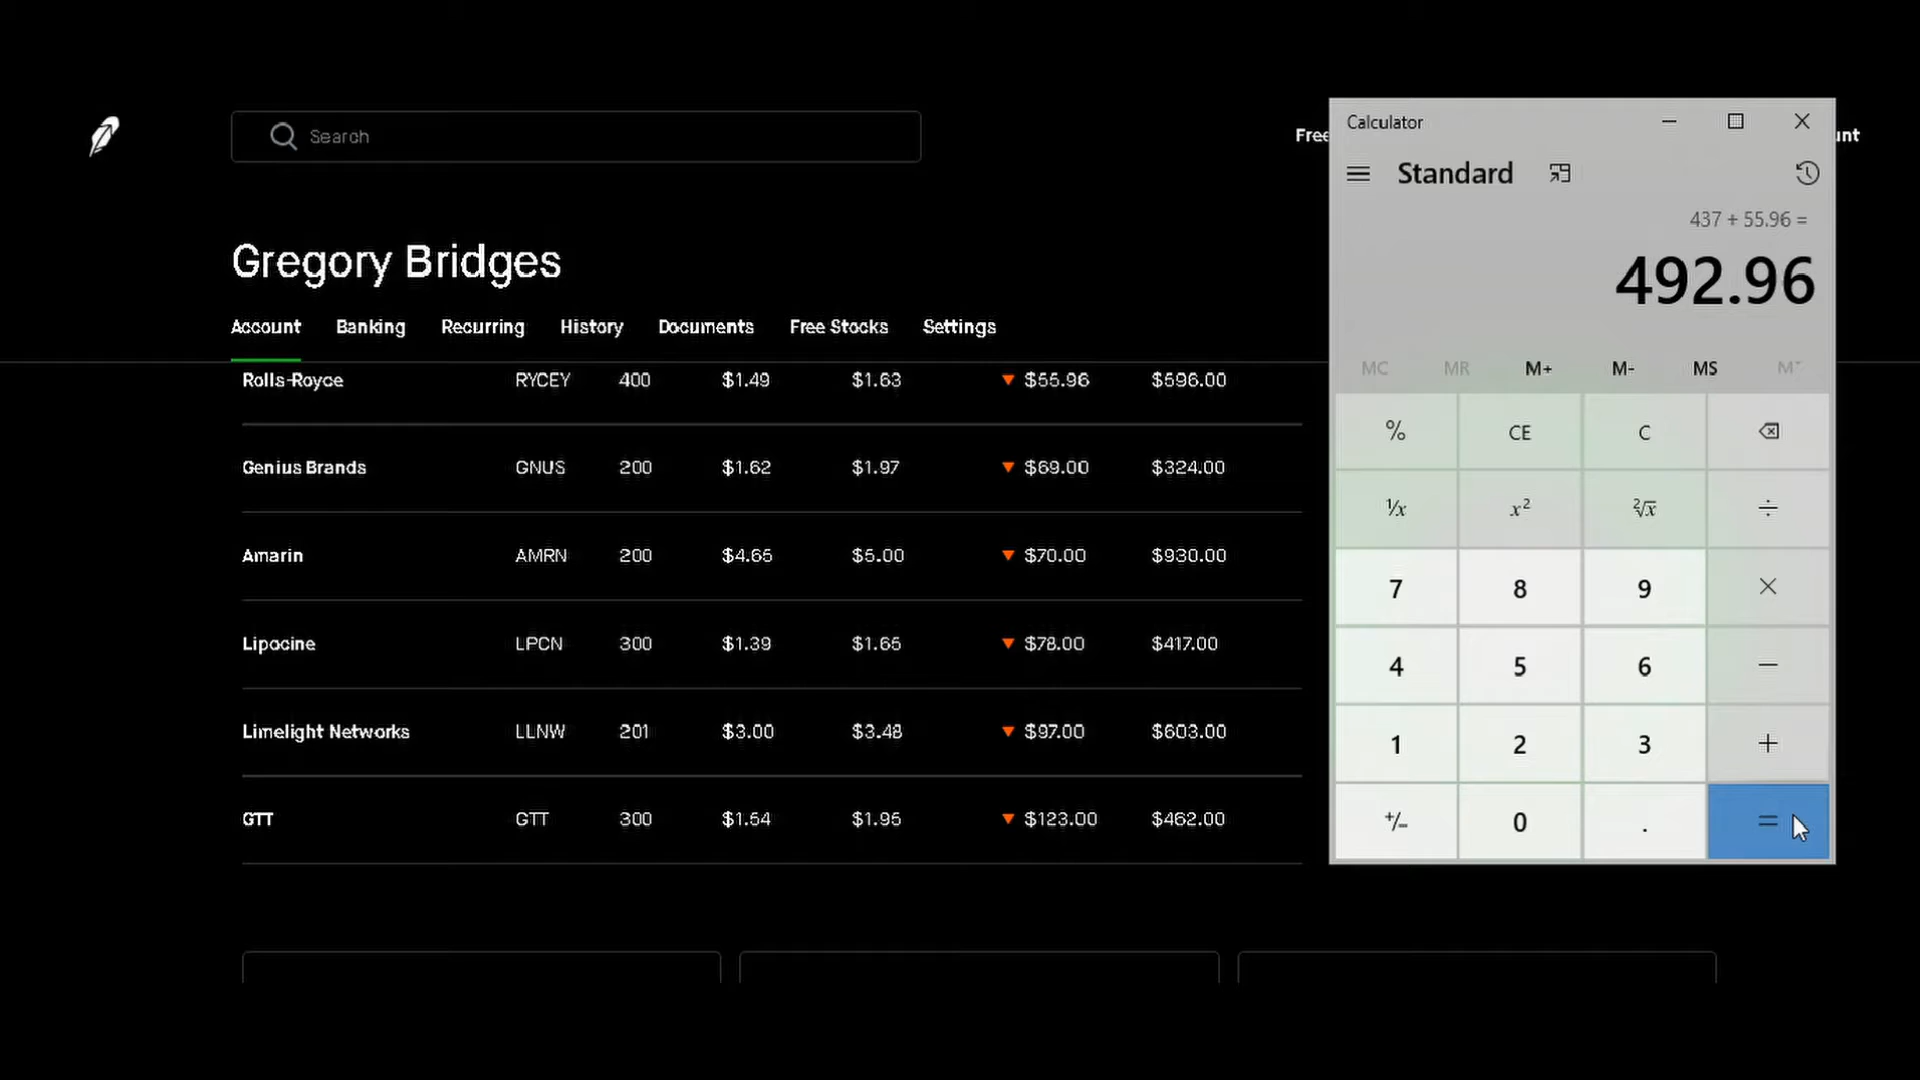 Search
Free
unt
Gregory Bridges
Account Banking Recurring History Documents Free Stocks Settings
Rolls-Royce RYCEY 400 $1.49 $1.63 ▼ $55.96 $596.00
Genius Brands GNUS 200 $1.62 $1.97 ▼ $69.00 $324.00
Amarin AMRN 200 $4.65 $5.00 ▼ $70.00 $930.00
Lipocine LPCN 300 $1.39 $1.65 ▼ $78.00 $417.00
Limelight Networks LLNW 201 $3.00 $3.48 ▼ $97.00 $603.00
GTT GTT 300 $1.54 $1.95 ▼ $123.00 $462.00
Calculator
Standard
437 + 55.96 =
492.96
MC MR M+ M- MS M˅
% CE C
1/x x² ²√x ÷
7 8 9 ×
4 5 6 −
1 2 3 +
+/− 0 . =